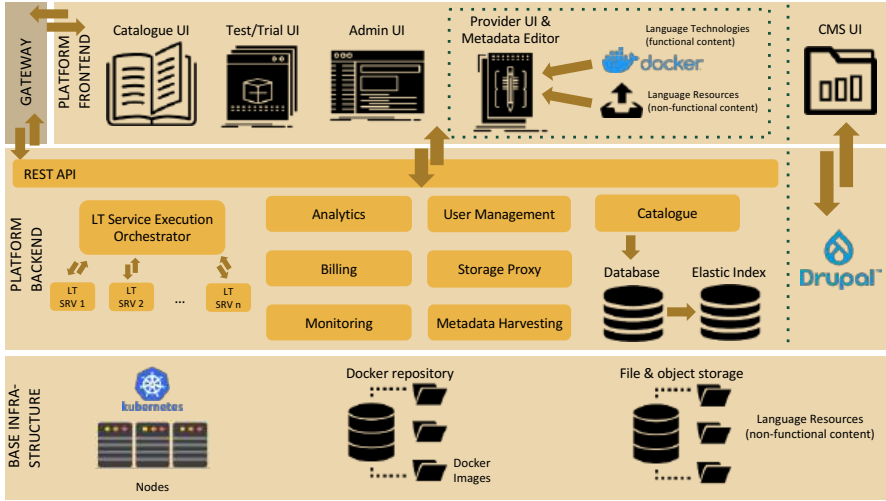 GATEWAY
PLATFORM
FRONTEND
Catalogue UI
Test/Trial UI
Admin UI
Provider UI &
Metadata Editor
Language Technologies
(functional content)
docker
Language Resources
(non-functional content)
CMS UI
PLATFORM
BACKEND
REST API
LT Service Execution
Orchestrator
LT
SRV 1
LT
SRV 2
...
LT
SRV n
Analytics
User Management
Catalogue
Billing
Storage Proxy
Monitoring
Metadata Harvesting
Database
Elastic Index
Drupal™
BASE INFRA-
STRUCTURE
kubernetes
Nodes
Docker repository
Docker
Images
File & object storage
Language Resources
(non-functional content)